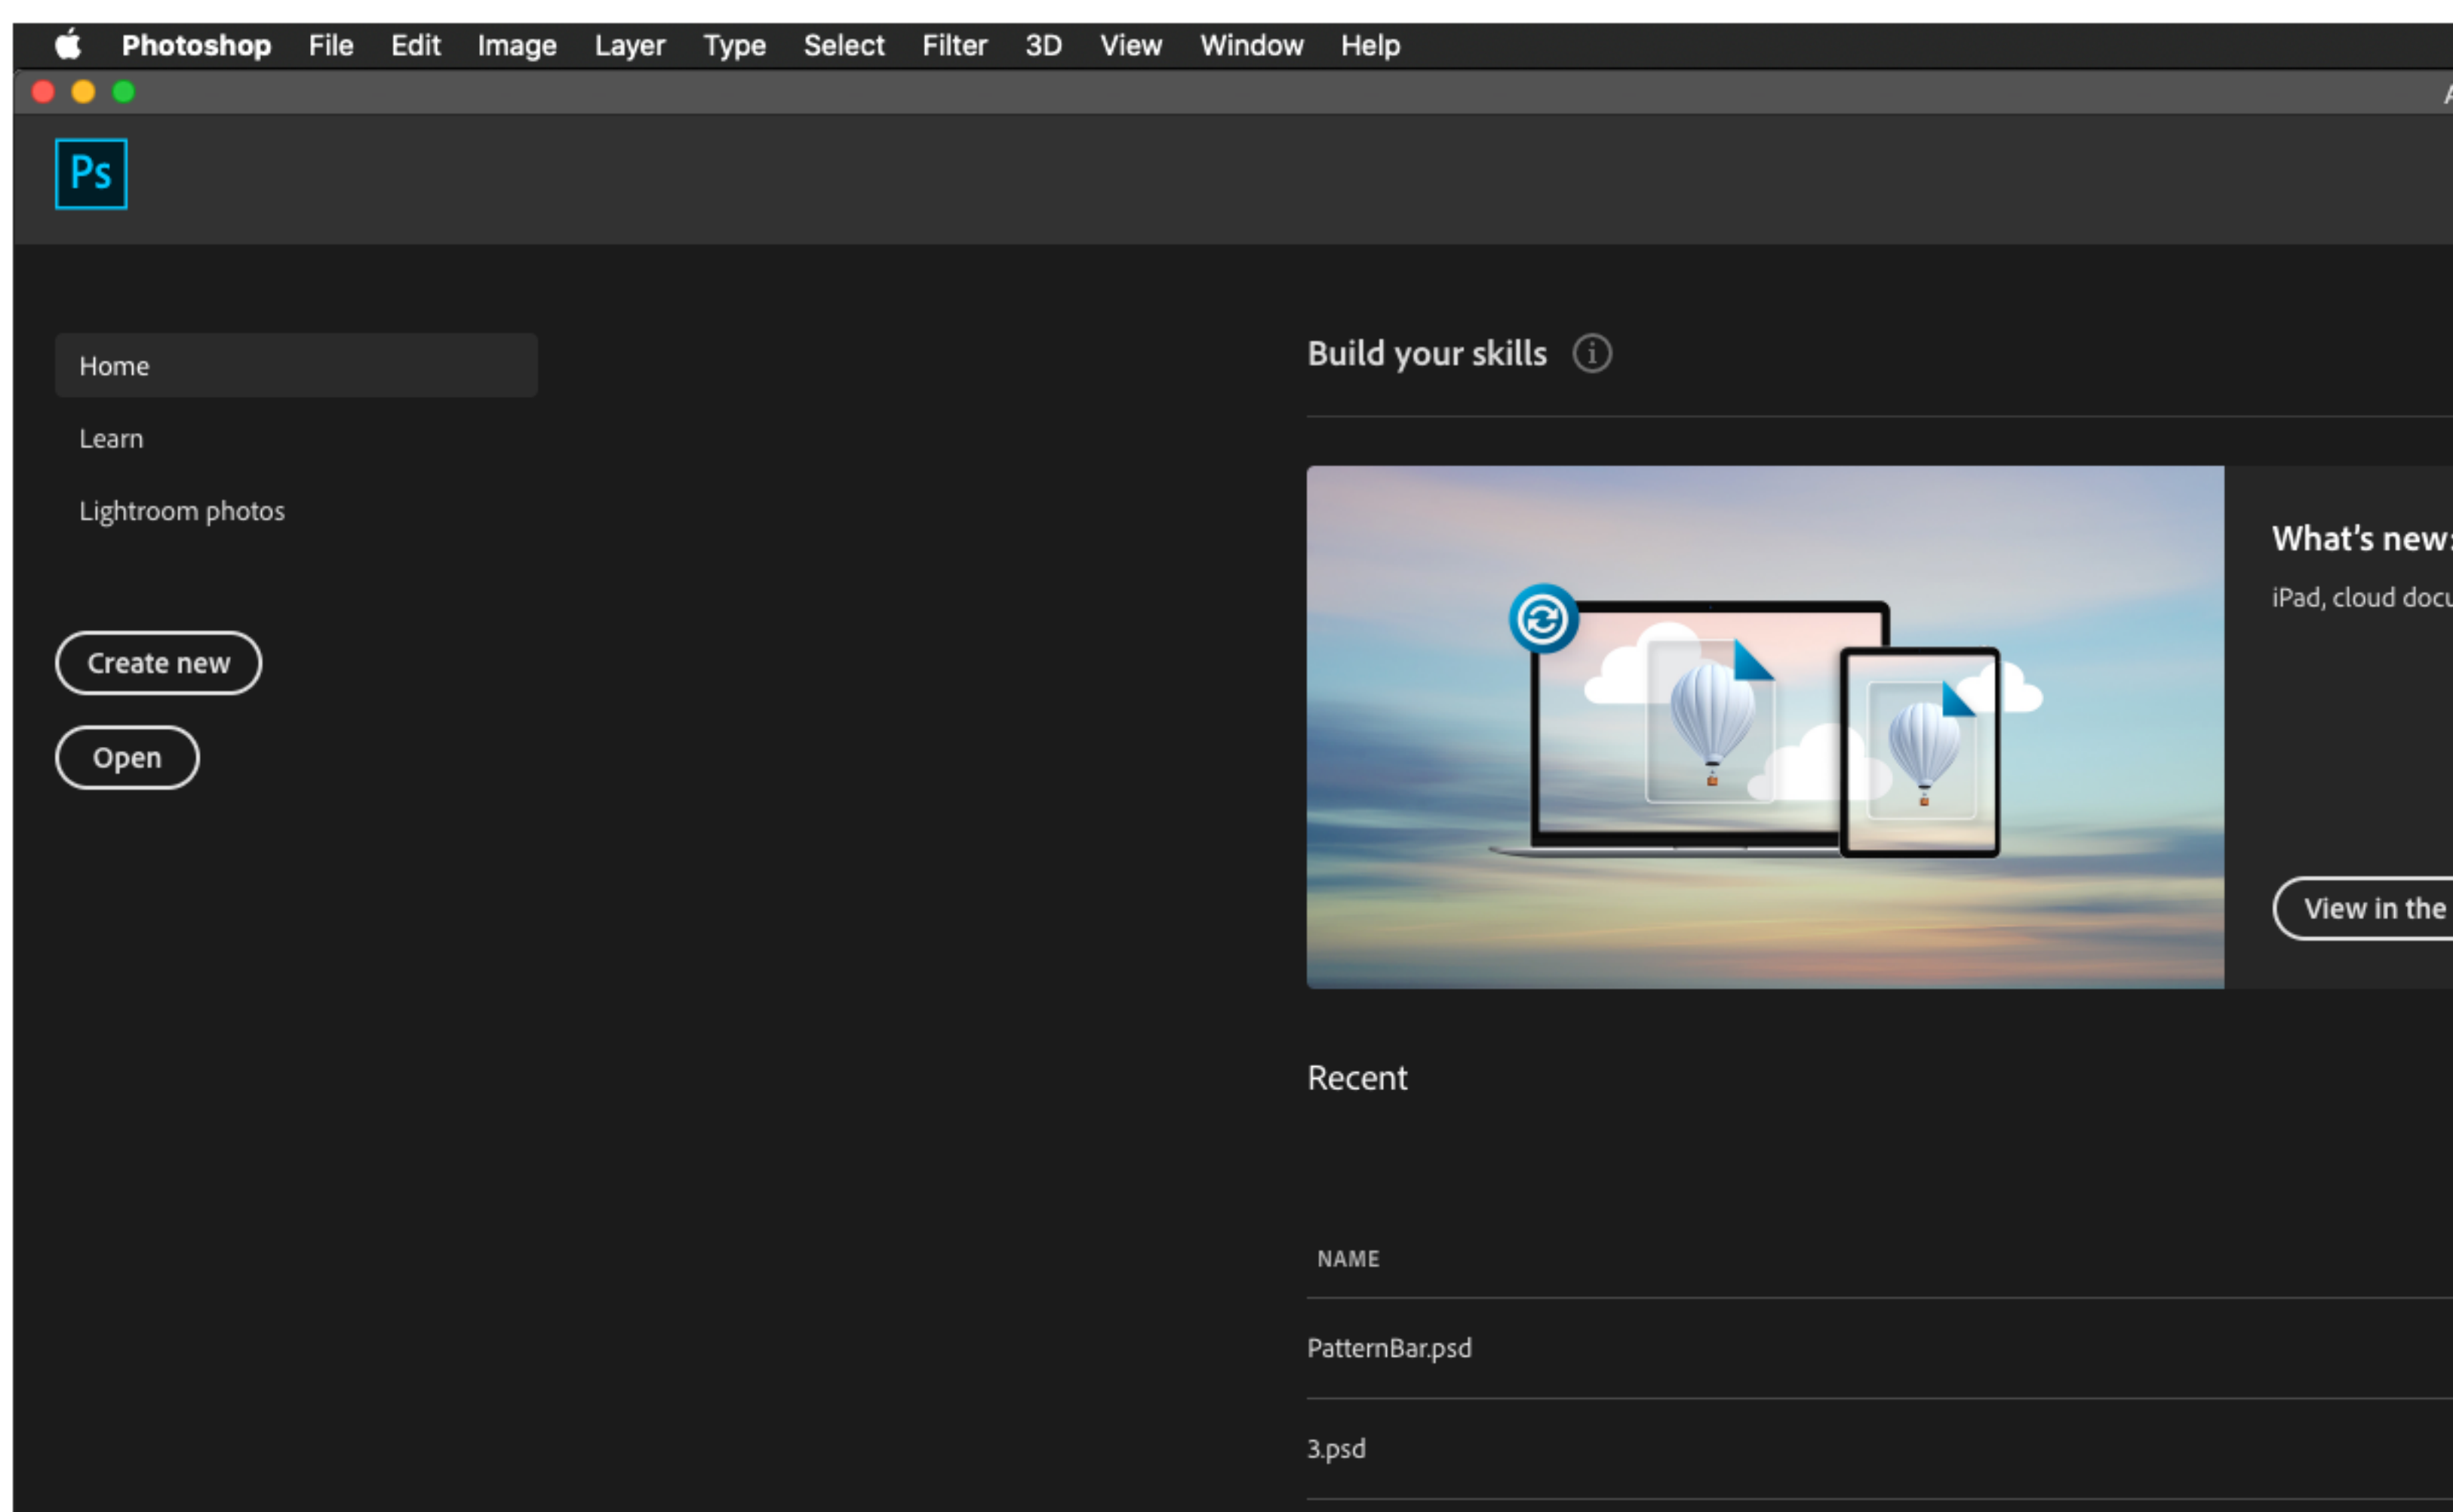 Photoshop File Edit Image Layer Type Select Filter 3D View Window Help
Ps
Home
Learn
Lightroom photos
Create new
Open
Build your skills
What's new:
iPad, cloud
View in the
Recent
NAME
PatternBar.psd
3.psd